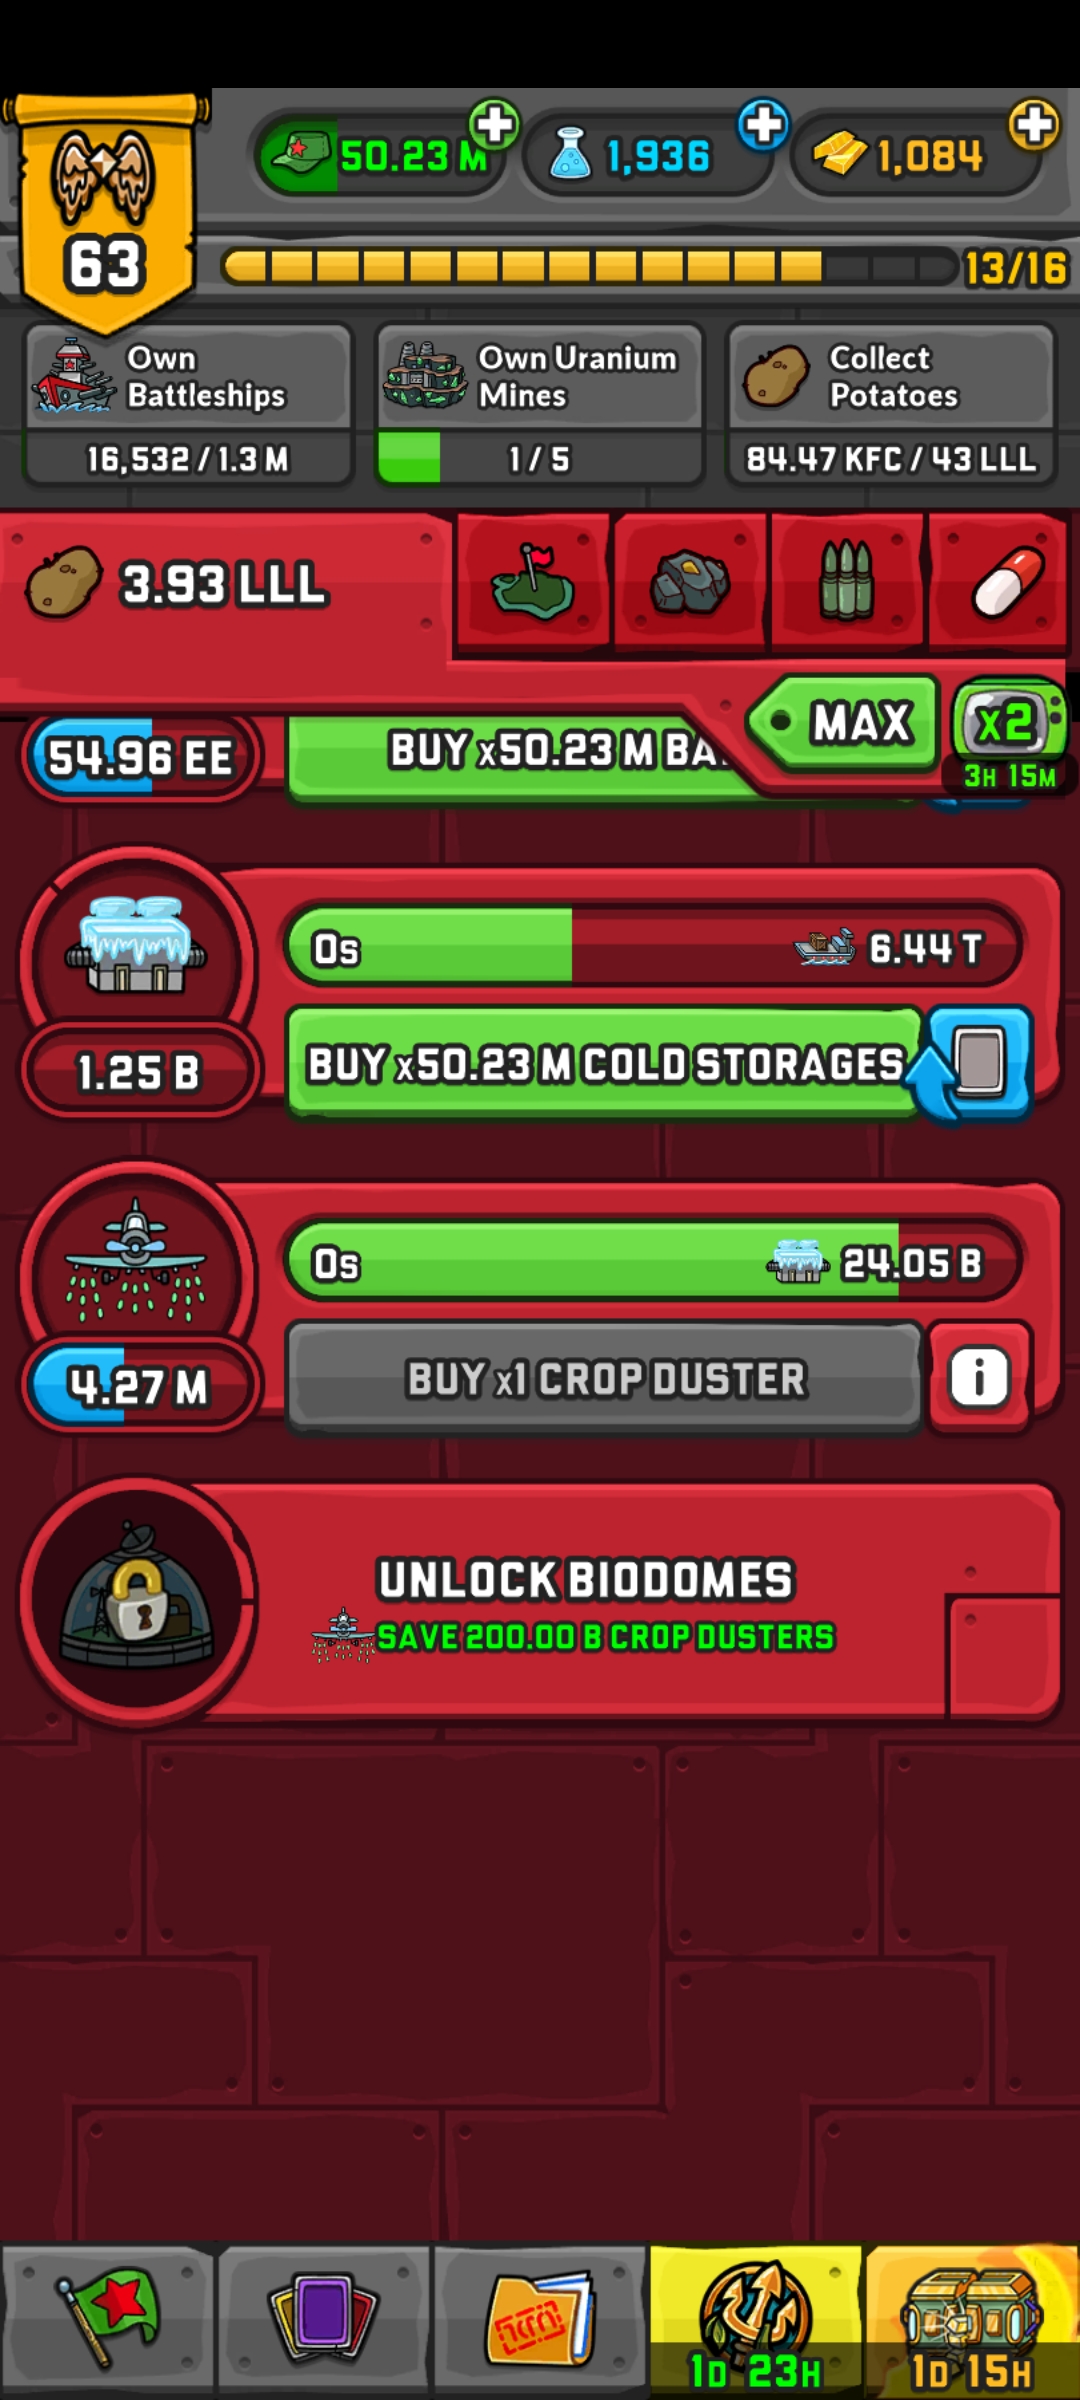 50.23 M
1,936
1,084
63
13/16
Own
Battleships
Own Uranium
Mines
Collect
Potatoes
16,532 / 1.3 M
1 / 5
84.47 KFC / 43 LLL
3.93 LLL
MAX
x2
3H 15M
54.96 EE
BUY x50.23 M BA
0s
6.44 T
1.25 B
BUY x50.23 M COLD STORAGES
0s
24.05 B
4.27 M
BUY x1 CROP DUSTER
i
UNLOCK BIODOMES
SAVE 200.00 B CROP DUSTERS
1D 23H
1D 15H